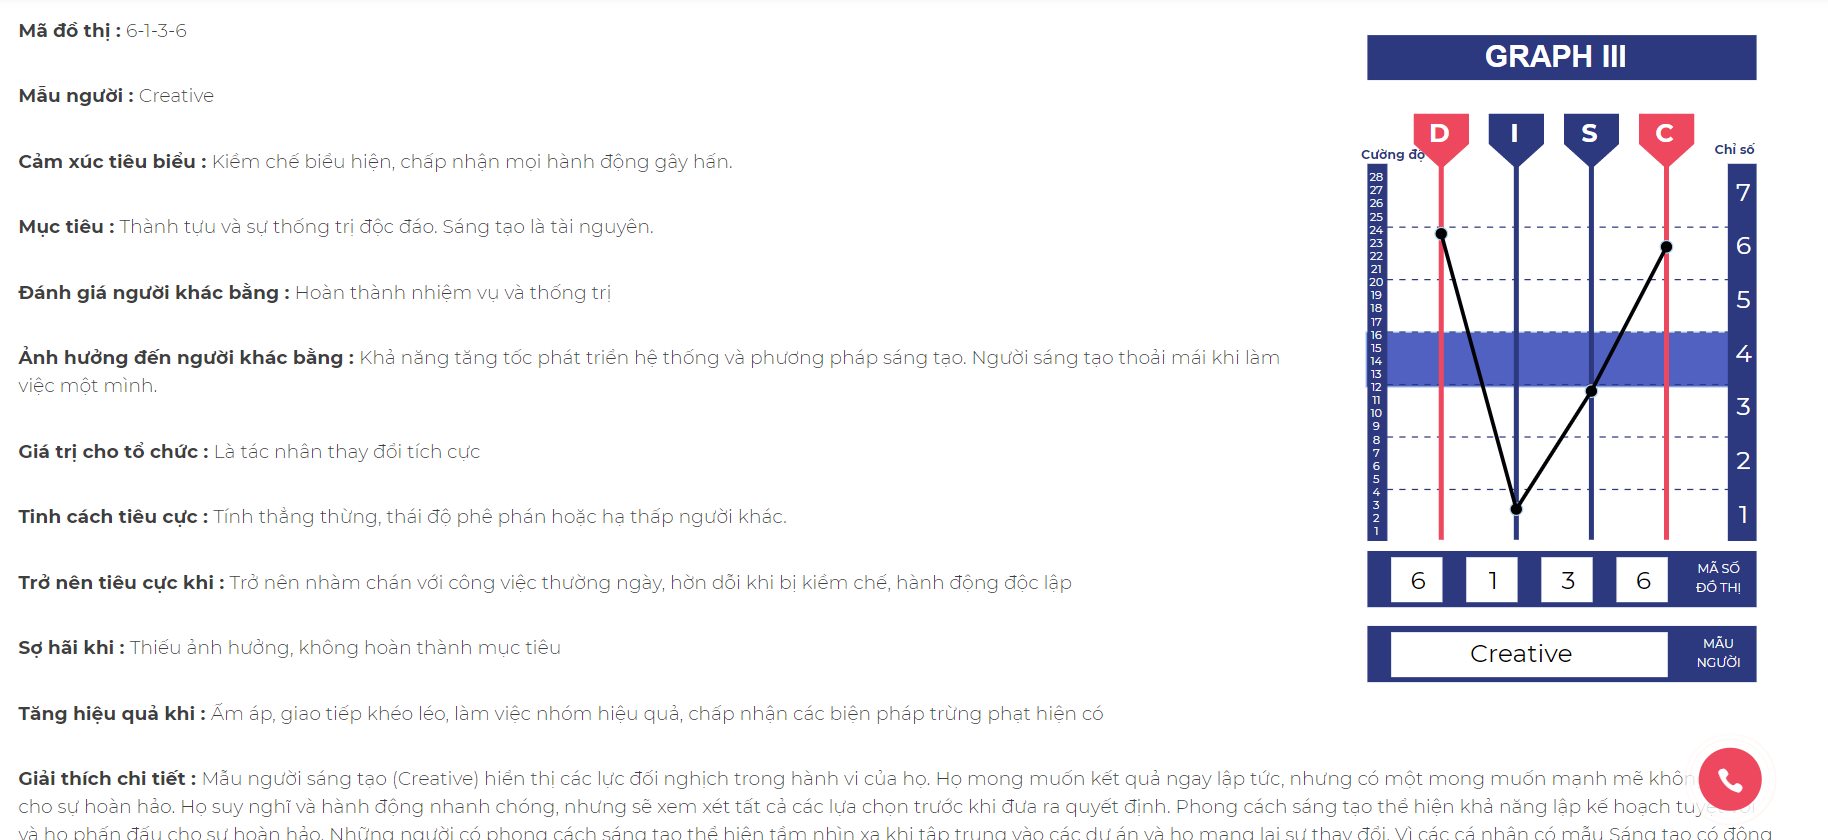 Mã đồ thị : 6-1-3-6
Mẫu người : Creative
Cảm xúc tiêu biểu : Kiềm chế biểu hiện, chấp nhận mọi hành động gây hấn.
Mục tiêu : Thành tựu và sự thống trị độc đáo. Sáng tạo là tài nguyên.
Đánh giá người khác bằng : Hoàn thành nhiệm vụ và thống trị
Ảnh hưởng đến người khác bằng : Khả năng tăng tốc phát triển hệ thống và phương pháp sáng tạo. Người sáng tạo thoải mái khi làm
việc một mình.
Giá trị cho tổ chức : Là tác nhân thay đổi tích cực
Tinh cách tiêu cực : Tính thẳng thừng, thái độ phê phán hoặc hạ thấp người khác.
Trở nên tiêu cực khi : Trở nên nhàm chán với công việc thường ngày, hờn dỗi khi bị kiềm chế, hành động độc lập
Sợ hãi khi : Thiếu ảnh hưởng, không hoàn thành mục tiêu
Tăng hiệu quả khi : Ấm áp, giao tiếp khéo léo, làm việc nhóm hiệu quả, chấp nhận các biện pháp trừng phạt hiện có
Giải thích chi tiết : Mẫu người sáng tạo (Creative) hiển thị các lực đối nghịch trong hành vi của họ. Họ mong muốn kết quả ngay lập tức, nhưng có một mong muốn mạnh mẽ
cho sự hoàn hảo. Họ suy nghĩ và hành động nhanh chóng, nhưng sẽ xem xét tất cả các lựa chọn trước khi đưa ra quyết định. Phong cách sáng tạo thể hiện khả năng lập kế hoạch
và họ phấn đấu cho sự hoàn hảo. Những người có phong cách sáng tạo thể hiện tầm nhìn xa khi tập trung vào các dự án và họ mang lại sự thay đổi. Vì các cá nhân có mẫu Sáng tạo có động
GRAPH III
D I S C
Cường độ
Chỉ số
28
27
26
25
24
23
22
21
20
19
18
17
16
15
14
13
12
11
10
9
8
7
6
5
4
3
2
1
7
6
5
4
3
2
1
6 1 3 6
MÃ SỐ
ĐỒ THỊ
Creative
MẪU
NGƯỜI